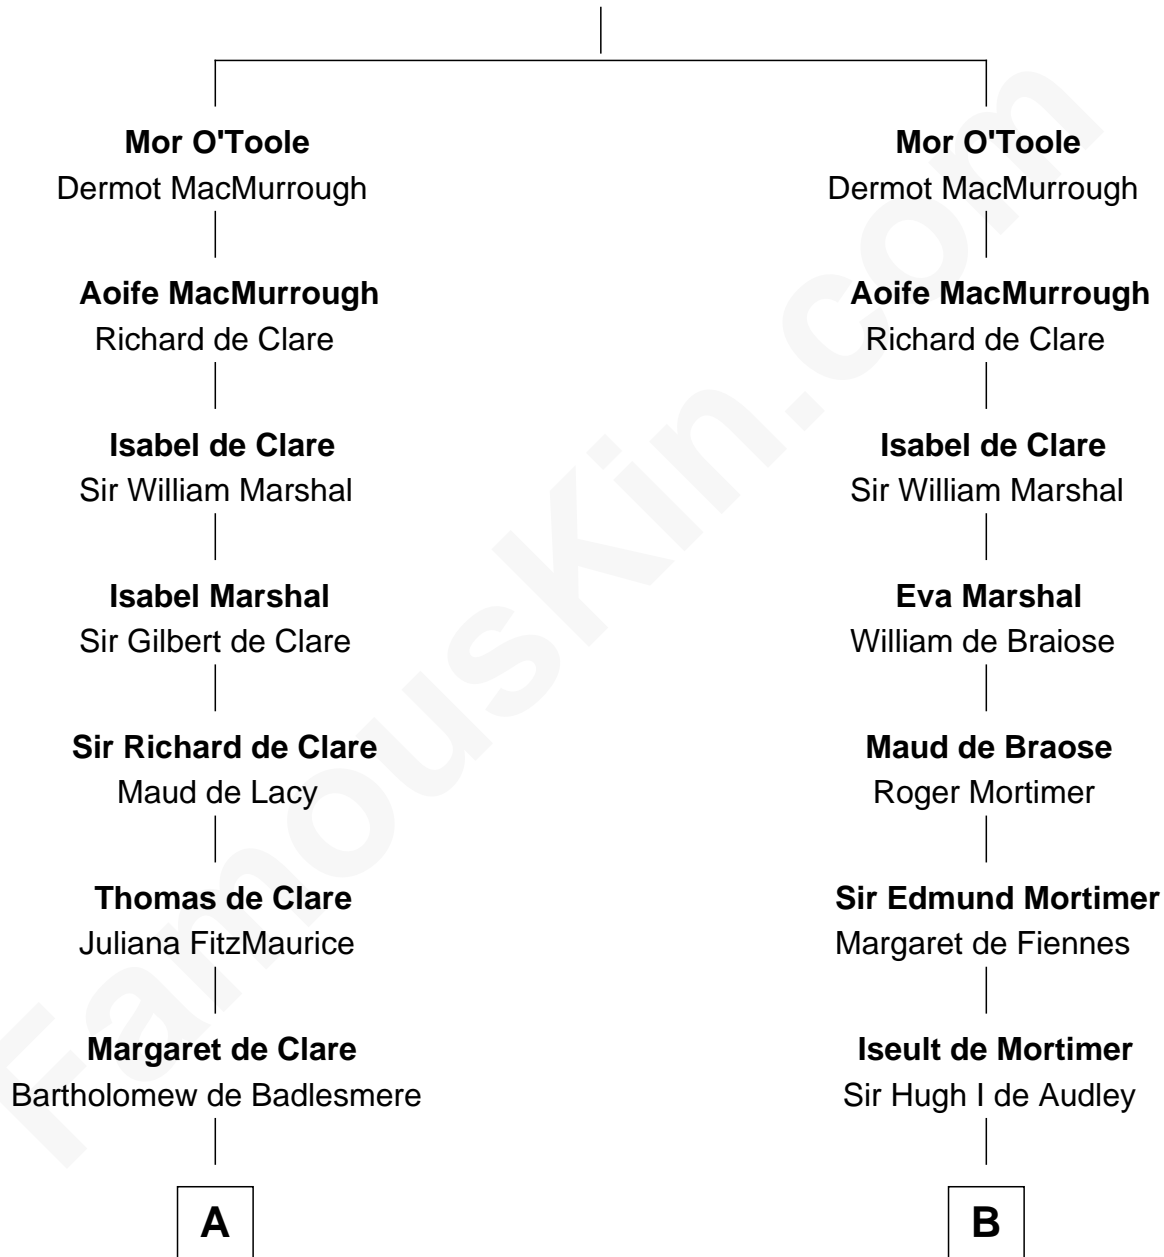 Mor O'Toole
Dermot MacMurrough
Aoife MacMurrough
Richard de Clare
Isabel de Clare
Sir William Marshal
Isabel Marshal
Sir Gilbert de Clare
Sir Richard de Clare
Maud de Lacy
Thomas de Clare
Juliana FitzMaurice
Margaret de Clare
Bartholomew de Badlesmere
A
Mor O'Toole
Dermot MacMurrough
Aoife MacMurrough
Richard de Clare
Isabel de Clare
Sir William Marshal
Eva Marshal
William de Braiose
Maud de Braose
Roger Mortimer
Sir Edmund Mortimer
Margaret de Fiennes
Iseult de Mortimer
Sir Hugh I de Audley
B
FamousKin.com